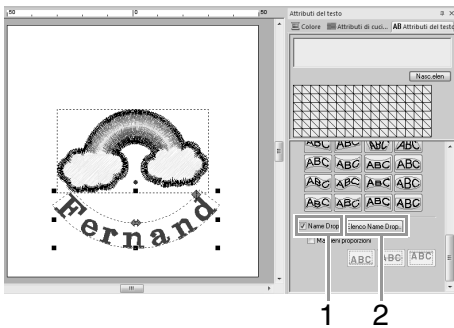 50 0 50
Attributi del testo
Colore Attributi di cuci... AB Attributi del testo
Nasc.elen
ABC ABC ABC ABC
ABC ABC ABC ABC
ABC ABC ABC ABC
ABC ABC ABC ABC
Name Drop Elenco Name Drop...
Mantieni proporzioni
ABC ABC ABC
Fernand
1 2